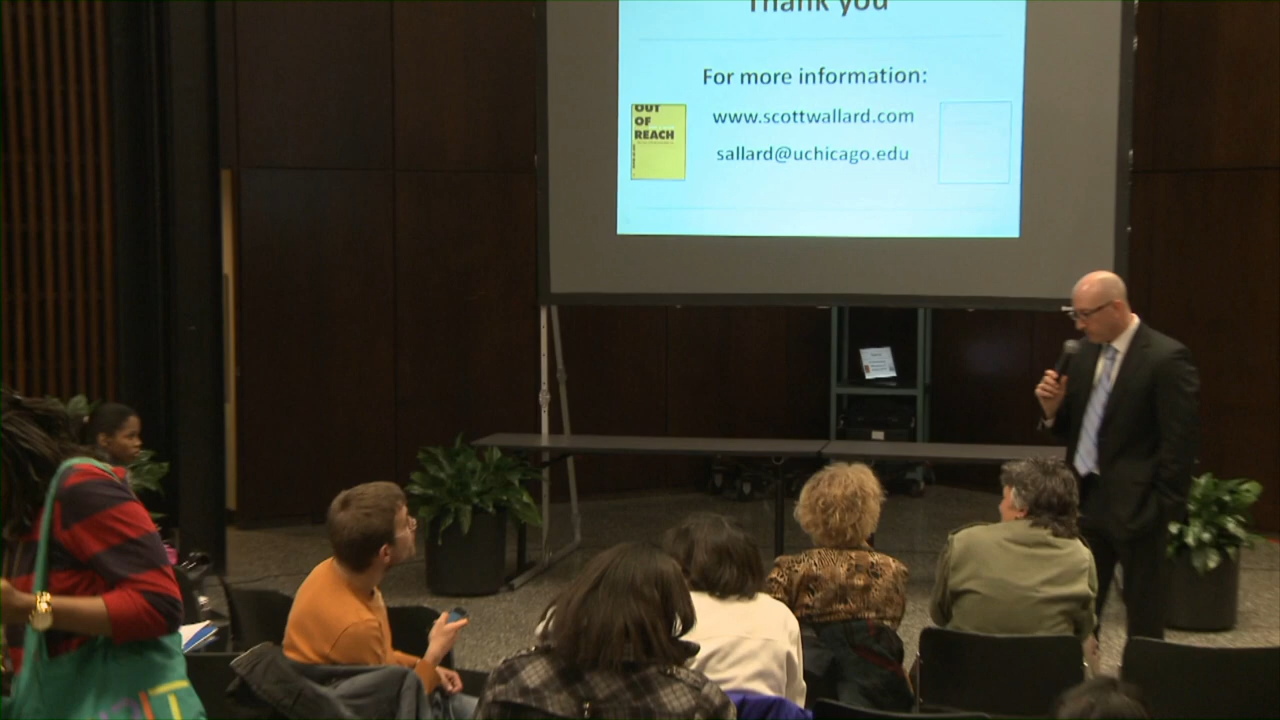 Thank you
For more information:
OUT
OF
REACH
www.scottwallard.com
sallard@uchicago.edu